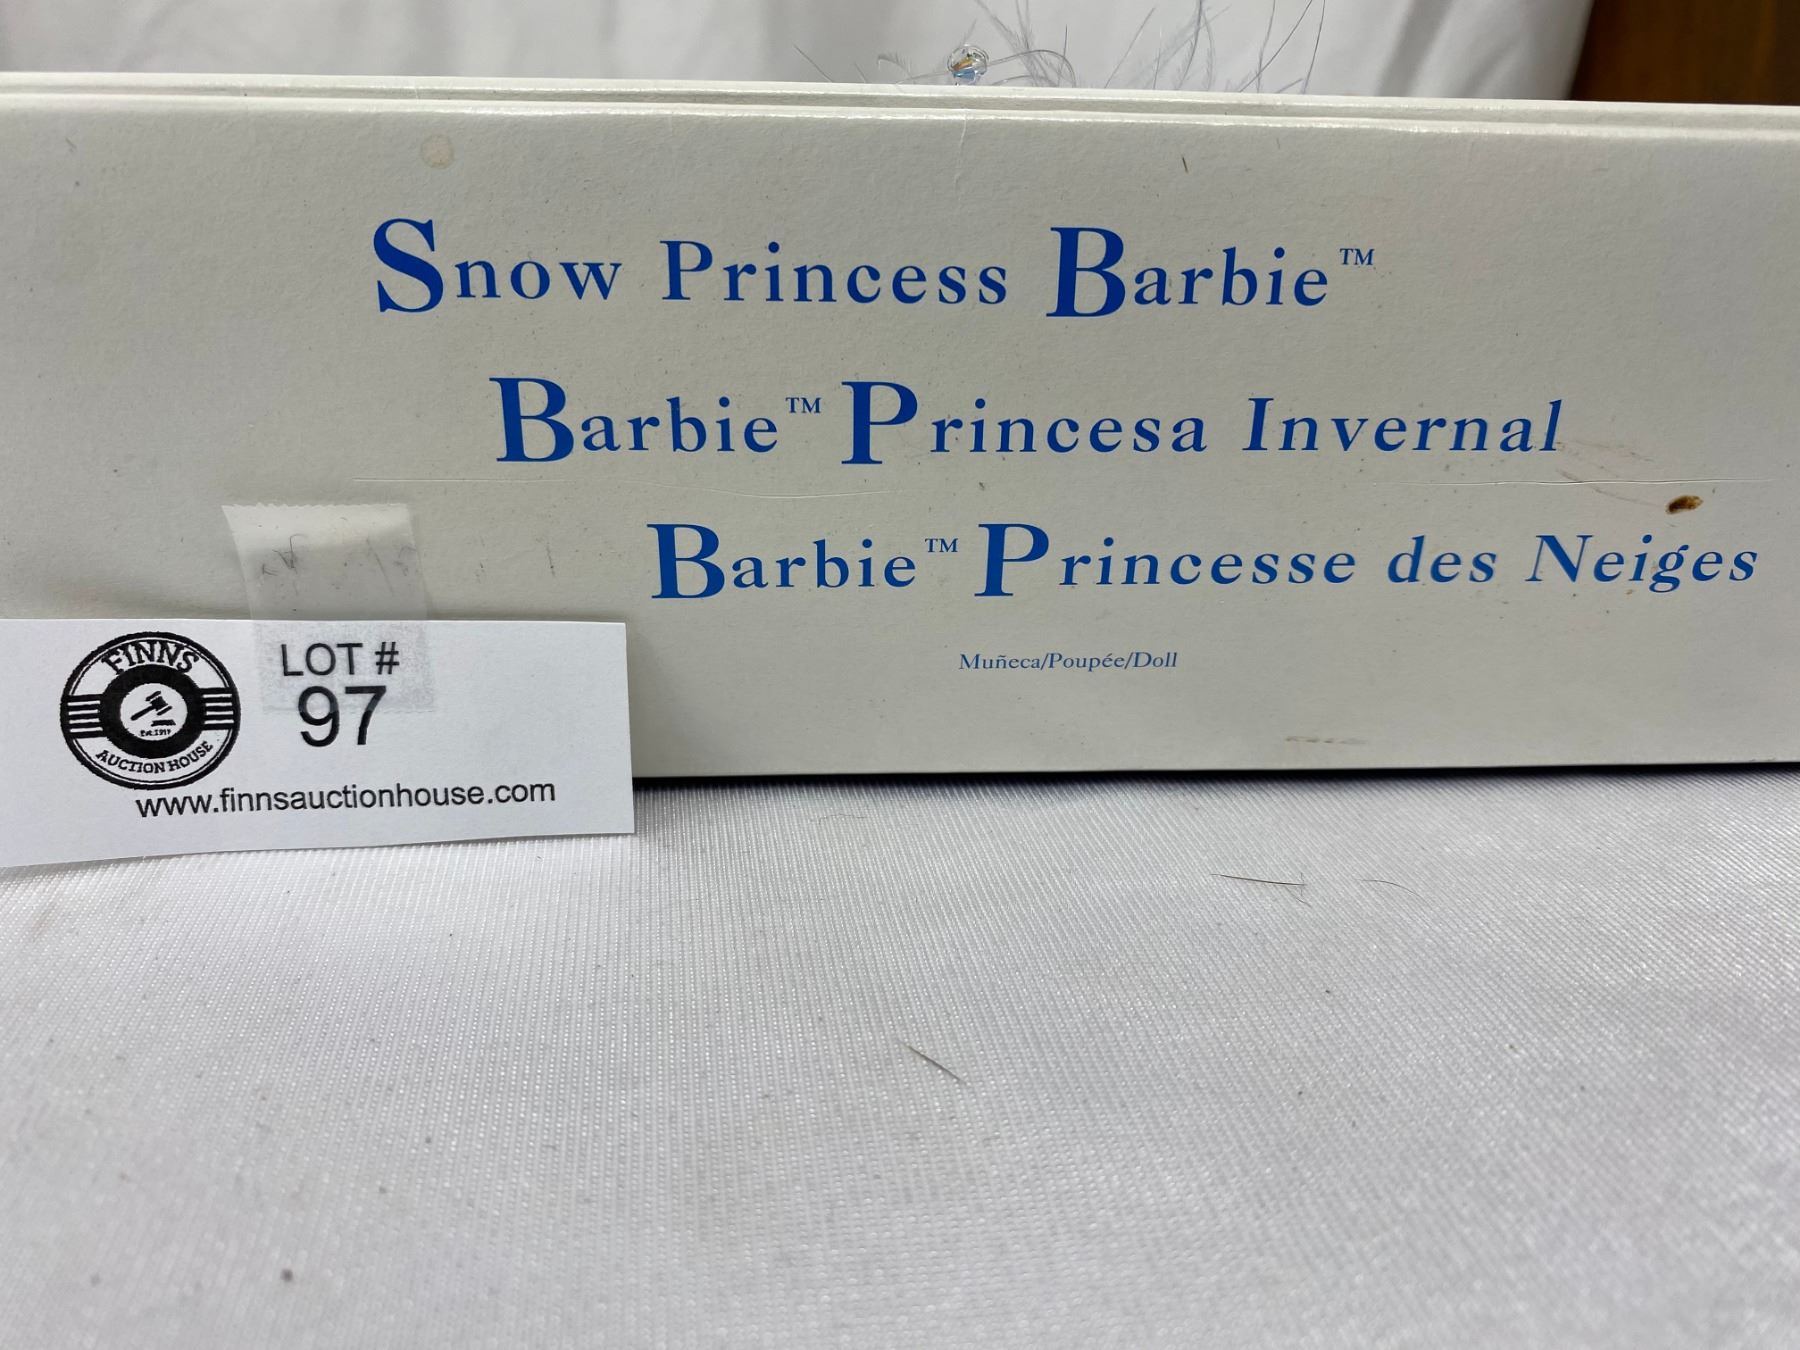 Snow Princess Barbie™
Barbie™ Princesa Invernal
Barbie™ Princesse des Neiges
Muñeca/Poupée/Doll
FINNS
AUCTION HOUSE
LOT #
97
www.finnsauctionhouse.com